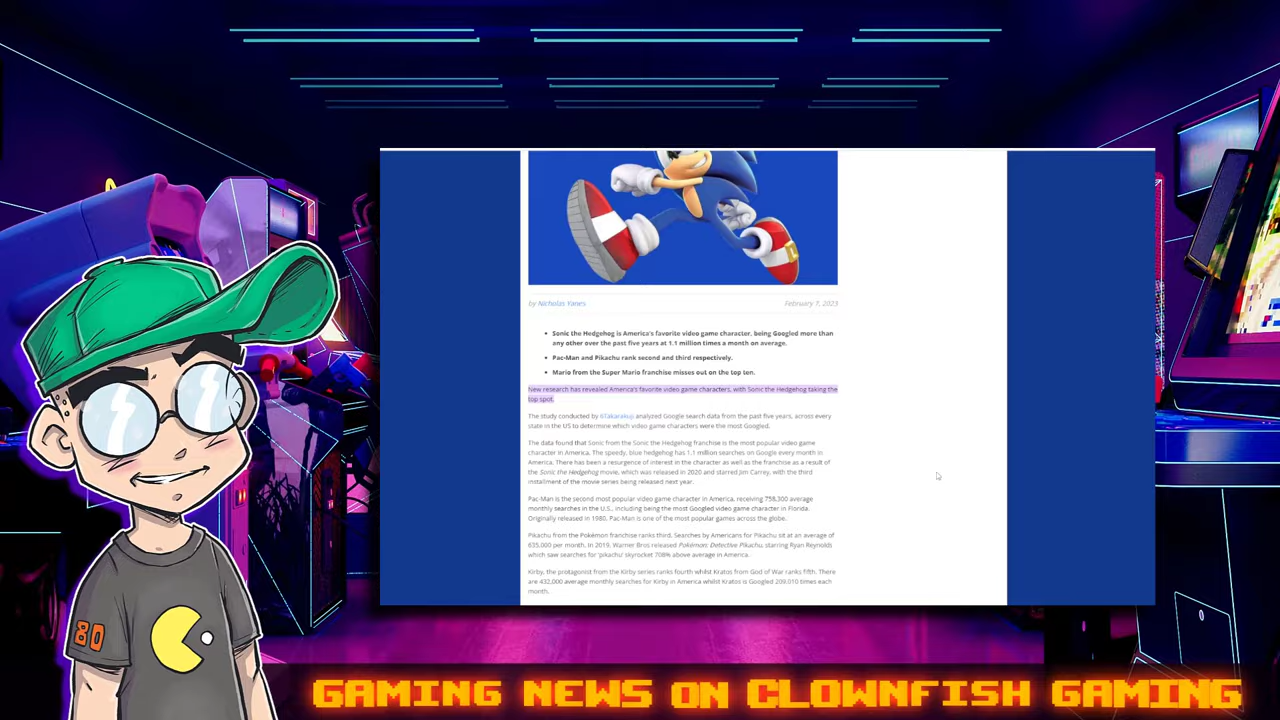 by Nicholas Yanes
February 7, 2023
Sonic the Hedgehog is America's favorite video game character, being Googled more than
any other over the past five years at 1.1 million times a month on average.
Pac-Man and Pikachu rank second and third respectively.
Mario from the Super Mario franchise misses out on the top ten.
New research has revealed America's favorite video game characters, with Sonic the Hedgehog taking the
top spot.
The study conducted by 6Takarakuji analyzed Google search data from the past five years, across every
state in the US to determine which video game characters were the most Googled.
The data found that Sonic from the Sonic the Hedgehog franchise is the most popular video game
character in America. The speedy, blue hedgehog has 1.1 million searches on Google every month in
America. There has been a resurgence of interest in the character as well as the franchise as a result of
the Sonic the Hedgehog movie, which was released in 2020 and starred Jim Carrey, with the third
installment of the movie series being released next year.
Pac-Man is the second most popular video game character in America, receiving 758,300 average
monthly searches in the U.S., including being the most Googled video game character in Florida.
Originally released in 1980, Pac-Man is one of the most popular games across the globe.
Pikachu from the Pokémon franchise ranks third. Searches by Americans for Pikachu sit at an average of
635,000 per month. In 2019, Warner Bros released Pokémon: Detective Pikachu, starring Ryan Reynolds
which saw searches for 'pikachu' skyrocket 708% above average in America.
Kirby, the protagonist from the Kirby series ranks fourth whilst Kratos from God of War ranks fifth. There
are 432,000 average monthly searches for Kirby in America whilst Kratos is Googled 209,010 times each
month.
80
GAMING NEWS ON CLOWNFISH GAMING